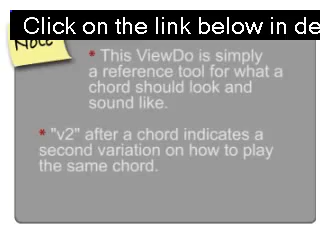 Click on the link below in de
Note
* This ViewDo is simply
a reference tool for what a
chord should look and
sound like.
* "v2" after a chord indicates a
second variation on how to play
the same chord.